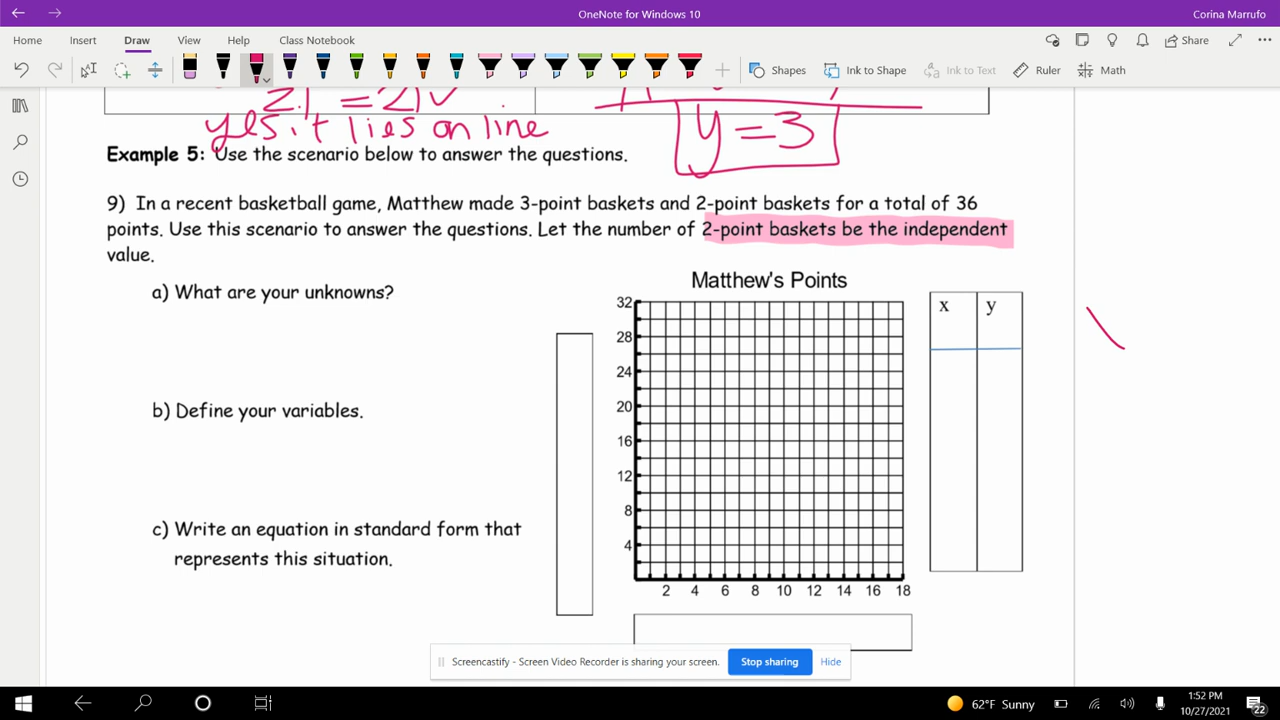 OneNote for Windows 10
Corina Marrufo
Home Insert Draw View Help Class Notebook
Share
Shapes Ink to Shape Ink to Text Ruler Math
21 = 21✓
yes it lies on line
y = 3
Example 5: Use the scenario below to answer the questions.
9) In a recent basketball game, Matthew made 3-point baskets and 2-point baskets for a total of 36
points. Use this scenario to answer the questions. Let the number of 2-point baskets be the independent
value.
a) What are your unknowns?
b) Define your variables.
c) Write an equation in standard form that
represents this situation.
Matthew's Points
32
28
24
20
16
12
8
4
2 4 6 8 10 12 14 16 18
x y
Screencastify - Screen Video Recorder is sharing your screen. Stop sharing Hide
62°F Sunny
1:52 PM
10/27/2021
22